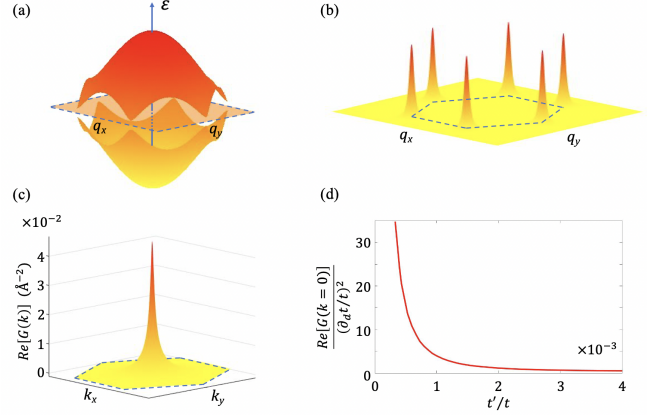 (a)
ε
q_x
q_y
(b)
q_x
q_y
(c)
×10⁻²
Re[G(k)] (Å⁻²)
4
3
2
1
0
k_x
k_y
(d)
Re[G(k = 0)]
(∂_d t/t)²
30
20
10
0
×10⁻³
0
1
2
3
4
t′/t